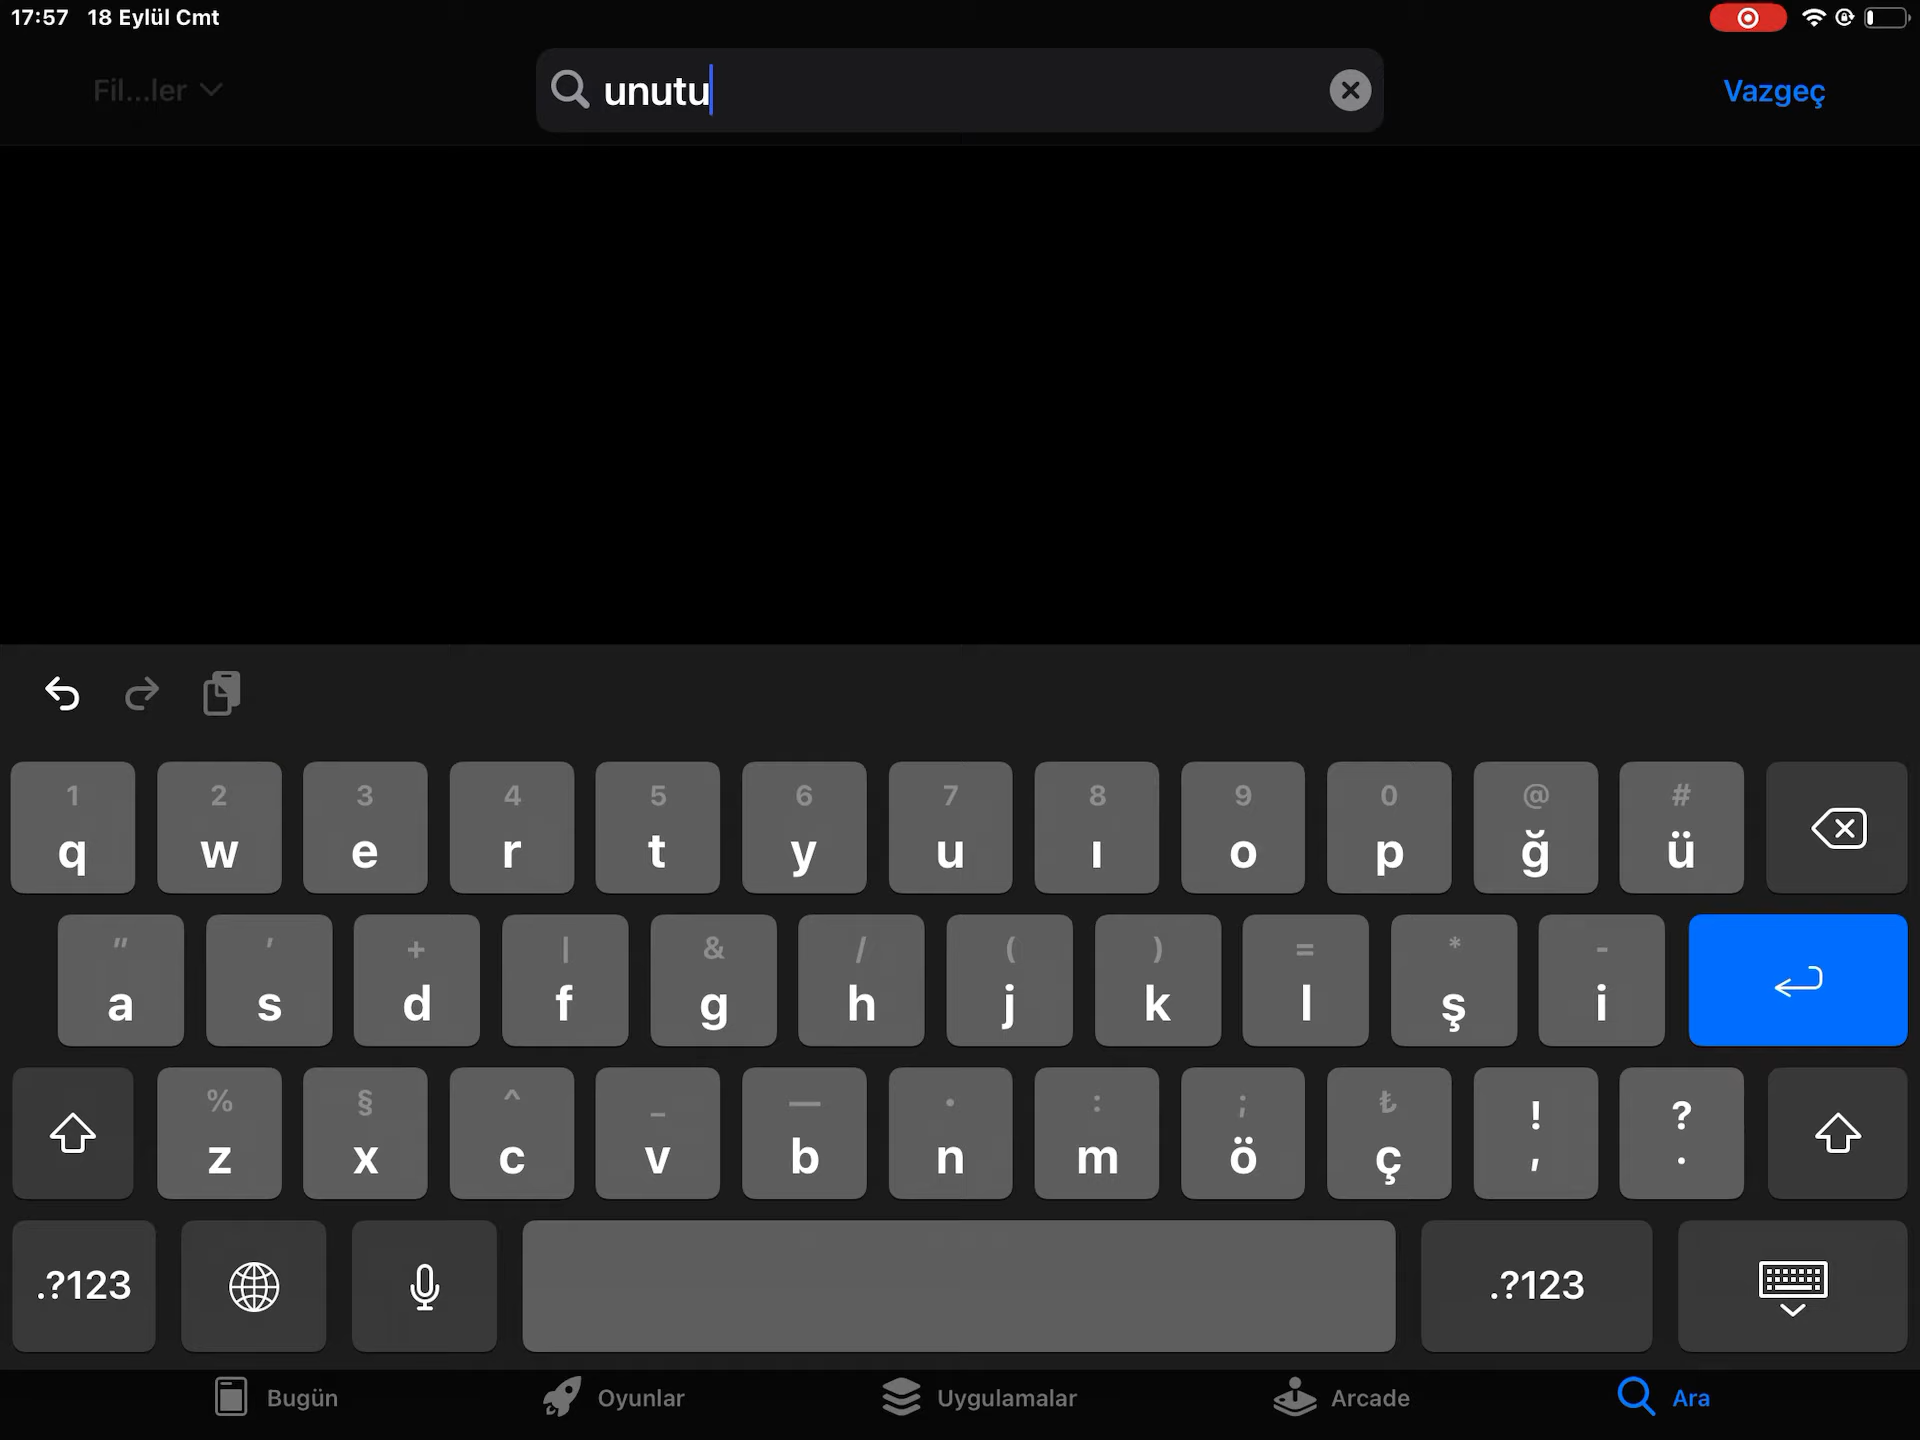 17:57 18 Eylül Cmt
Fil...ler
unutu
Vazgeç
1 2 3 4 5 6 7 8 9 0 @ #
q w e r t y u ı o p ğ ü
" ' + | & / ( ) = * -
a s d f g h j k l ş i
% § ^ _ — • : ; ₺ ! ?
z x c v b n m ö ç , .
.?123 .?123
Bugün Oyunlar Uygulamalar Arcade Ara